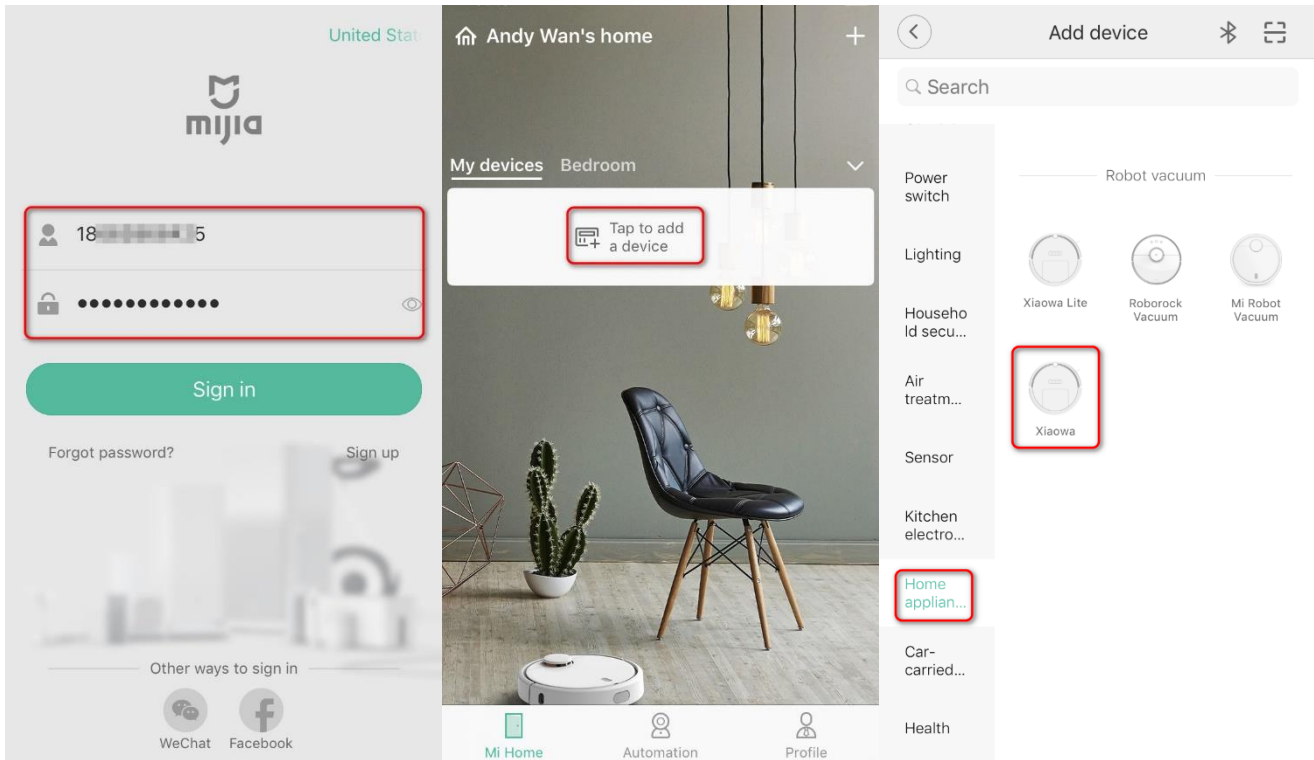 United Stat
mijia
18 5
Sign in
Forgot password?
Sign up
Other ways to sign in
WeChat
Facebook
Andy Wan's home
My devices
Bedroom
Tap to add
a device
Mi Home
Automation
Profile
Add device
Search
Power
switch
Lighting
Househo
ld secu...
Air
treatm...
Sensor
Kitchen
electro...
Home
applian...
Car-
carried...
Health
Robot vacuum
Xiaowa Lite
Roborock
Vacuum
Mi Robot
Vacuum
Xiaowa